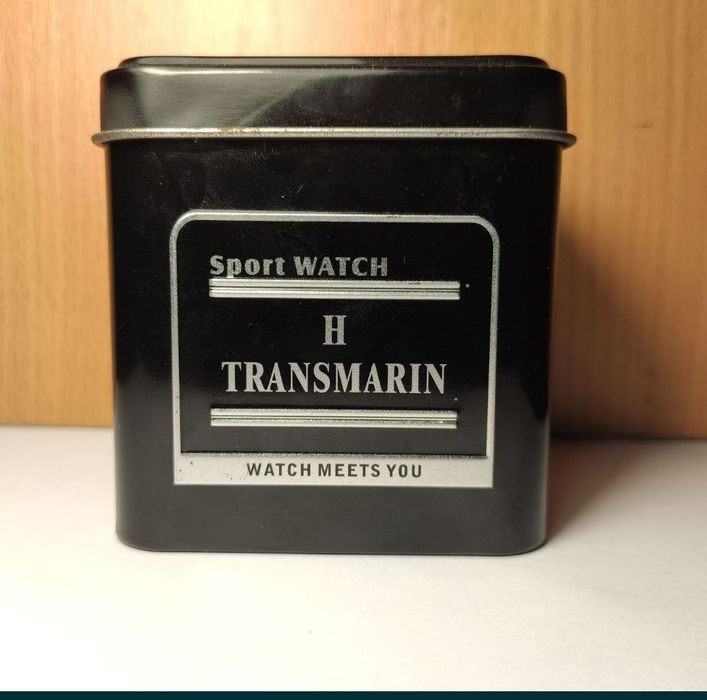 Sport WATCH
H
TRANSMARIN
WATCH MEETS YOU